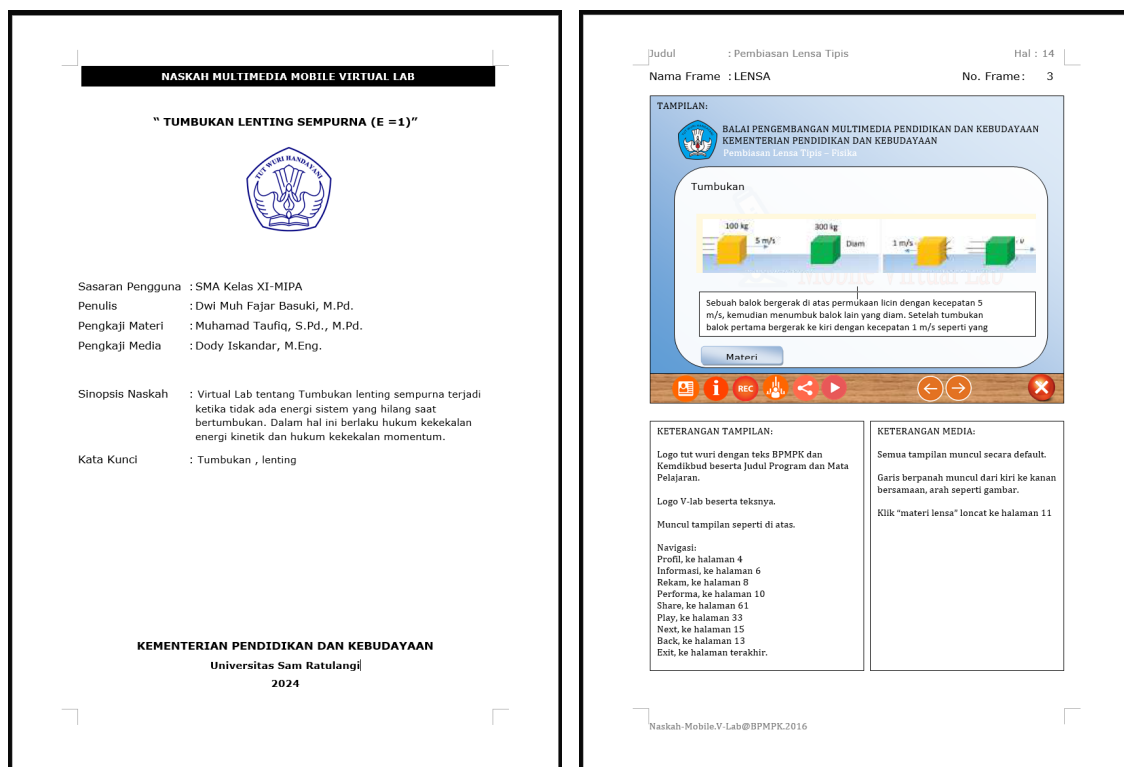 NASKAH MULTIMEDIA MOBILE VIRTUAL LAB
“ TUMBUKAN LENTING SEMPURNA (E =1)”
TUT WURI HANDAYANI
Sasaran Pengguna : SMA Kelas XI-MIPA
Penulis : Dwi Muh Fajar Basuki, M.Pd.
Pengkaji Materi : Muhamad Taufiq, S.Pd., M.Pd.
Pengkaji Media : Dody Iskandar, M.Eng.
Sinopsis Naskah : Virtual Lab tentang Tumbukan lenting sempurna terjadi
ketika tidak ada energi sistem yang hilang saat
bertumbukan. Dalam hal ini berlaku hukum kekekalan
energi kinetik dan hukum kekekalan momentum.
Kata Kunci : Tumbukan , lenting
KEMENTERIAN PENDIDIKAN DAN KEBUDAYAAN
Universitas Sam Ratulangi
2024
Judul : Pembiasan Lensa Tipis Hal : 14
Nama Frame : LENSA No. Frame: 3
TAMPILAN:
BALAI PENGEMBANGAN MULTIMEDIA PENDIDIKAN DAN KEBUDAYAAN
KEMENTERIAN PENDIDIKAN DAN KEBUDAYAAN
Pembiasan Lensa Tipis – Fisika
Tumbukan
100 kg 300 kg
5 m/s Diam 1 m/s v
Mobile Virtual Lab
Sebuah balok bergerak di atas permukaan licin dengan kecepatan 5
m/s, kemudian menumbuk balok lain yang diam. Setelah tumbukan
balok pertama bergerak ke kiri dengan kecepatan 1 m/s seperti yang
Materi
i REC
KETERANGAN TAMPILAN:
Logo tut wuri dengan teks BPMPK dan
Kemdikbud beserta Judul Program dan Mata
Pelajaran.
Logo V-lab beserta teksnya.
Muncul tampilan seperti di atas.
Navigasi:
Profil, ke halaman 4
Informasi, ke halaman 6
Rekam, ke halaman 8
Performa, ke halaman 10
Share, ke halaman 61
Play, ke halaman 33
Next, ke halaman 15
Back, ke halaman 13
Exit, ke halaman terakhir.
KETERANGAN MEDIA:
Semua tampilan muncul secara default.
Garis berpanah muncul dari kiri ke kanan
bersamaan, arah seperti gambar.
Klik “materi lensa” loncat ke halaman 11
Naskah-Mobile.V-Lab@BPMPK.2016